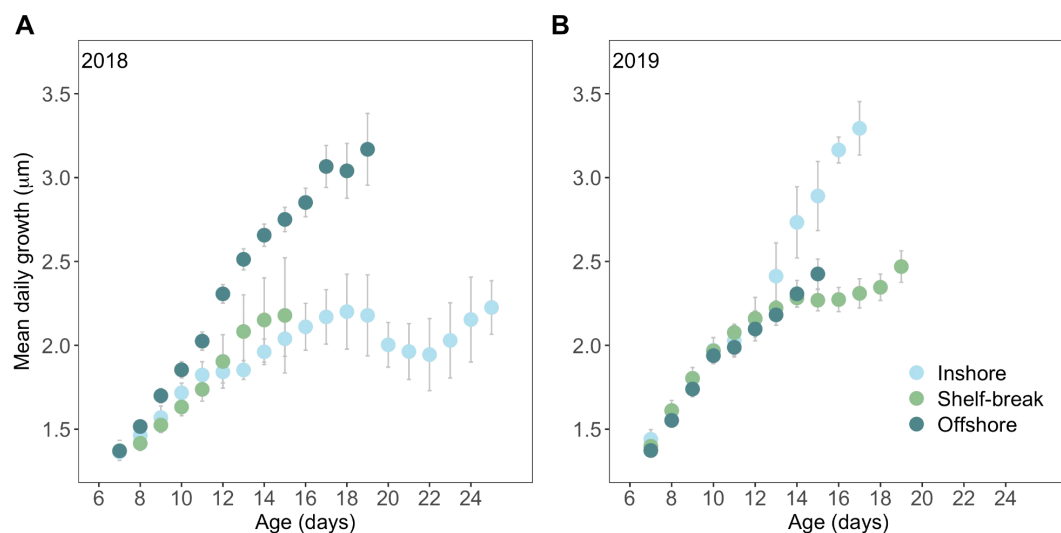 A
B
2018
2019
Mean daily growth (µm)
3.5
3.0
2.5
2.0
1.5
3.5
3.0
2.5
2.0
1.5
Inshore
Shelf-break
Offshore
6 8 10 12 14 16 18 20 22 24
6 8 10 12 14 16 18 20 22 24
Age (days)
Age (days)